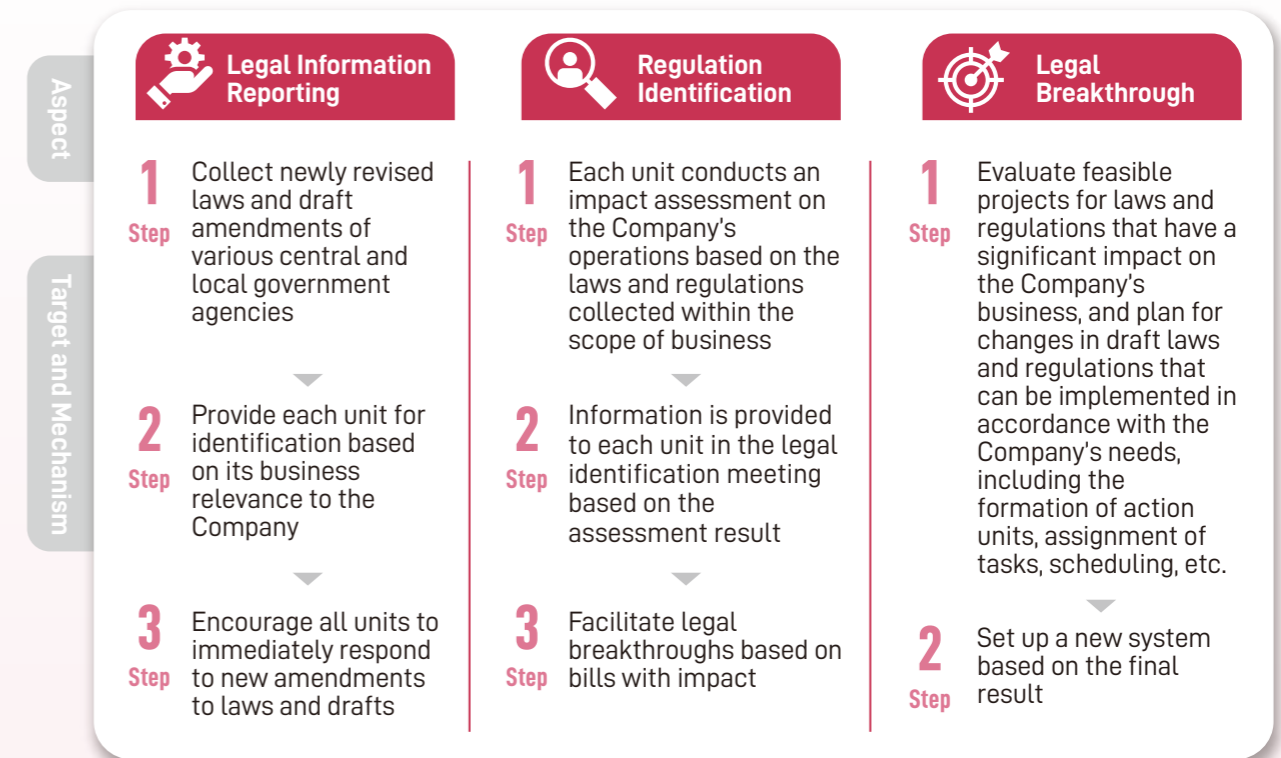 Aspect
Target and Mechanism
Legal Information
Reporting
1
Step
Collect newly revised
laws and draft
amendments of
various central and
local government
agencies
2
Step
Provide each unit for
identification based
on its business
relevance to the
Company
3
Step
Encourage all units to
immediately respond
to new amendments
to laws and drafts
Regulation
Identification
1
Step
Each unit conducts an
impact assessment on
the Company's
operations based on the
laws and regulations
collected within the
scope of business
2
Step
Information is provided
to each unit in the legal
identification meeting
based on the
assessment result
3
Step
Facilitate legal
breakthroughs based on
bills with impact
Legal
Breakthrough
1
Step
Evaluate feasible
projects for laws and
regulations that have a
significant impact on
the Company's
business, and plan for
changes in draft laws
and regulations that
can be implemented in
accordance with the
Company's needs,
including the
formation of action
units, assignment of
tasks, scheduling, etc.
2
Step
Set up a new system
based on the final
result